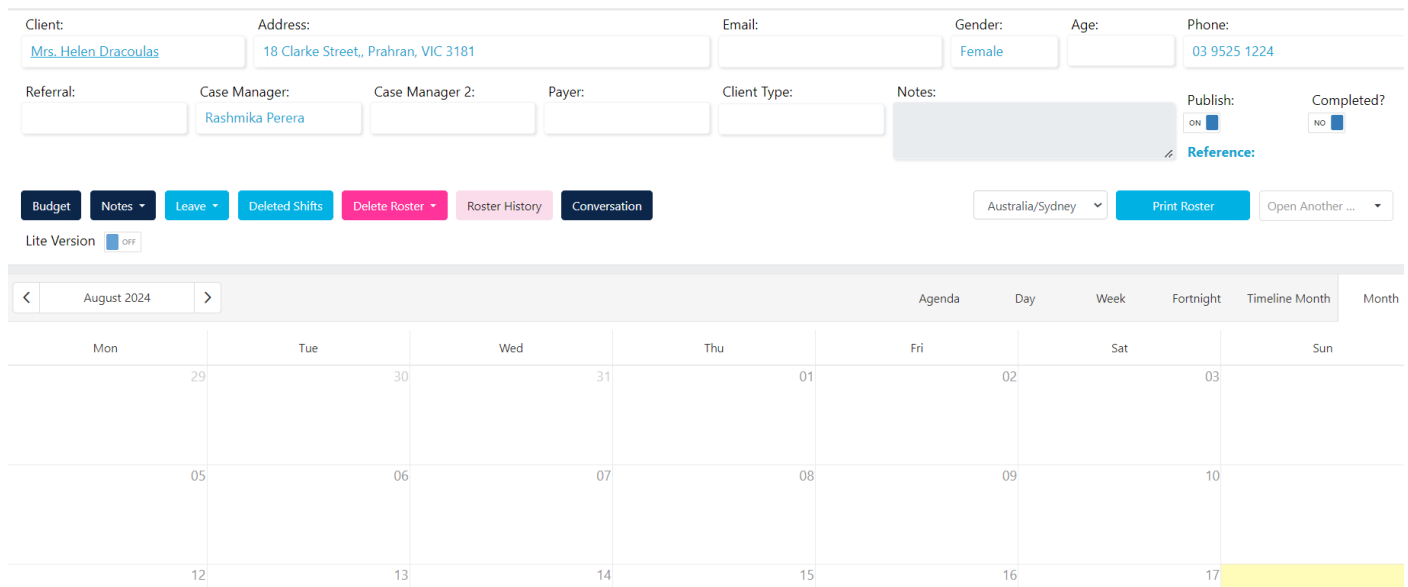 Client: Address: Email: Gender: Age: Phone:
Mrs. Helen Dracoulas 18 Clarke Street,, Prahran, VIC 3181 Female 03 9525 1224
Referral: Case Manager: Case Manager 2: Payer: Client Type: Notes: Publish: Completed?
Rashmika Perera ON NO
Reference:
Budget Notes Leave Deleted Shifts Delete Roster Roster History Conversation Australia/Sydney Print Roster Open Another ...
Lite Version OFF
August 2024 Agenda Day Week Fortnight Timeline Month Month
Mon Tue Wed Thu Fri Sat Sun
29 30 31 01 02 03
05 06 07 08 09 10
12 13 14 15 16 17